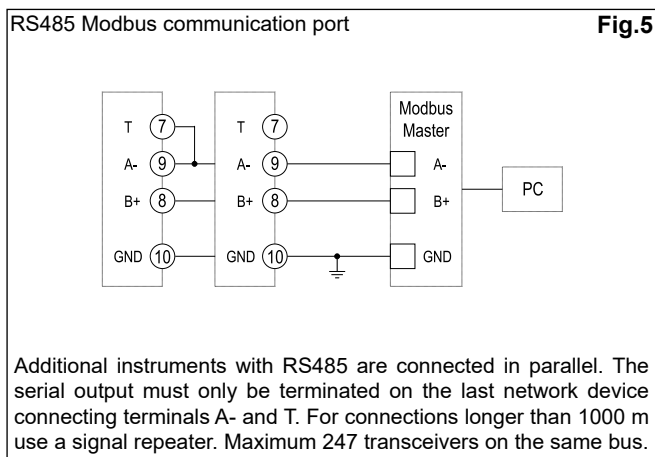 RS485 Modbus communication port Fig.5
Modbus
Master
T 7 T 7
A- 9 A- 9 A-
B+ 8 B+ 8 B+
PC
GND 10 GND 10 GND
Additional instruments with RS485 are connected in parallel. The
serial output must only be terminated on the last network device
connecting terminals A- and T. For connections longer than 1000 m
use a signal repeater. Maximum 247 transceivers on the same bus.